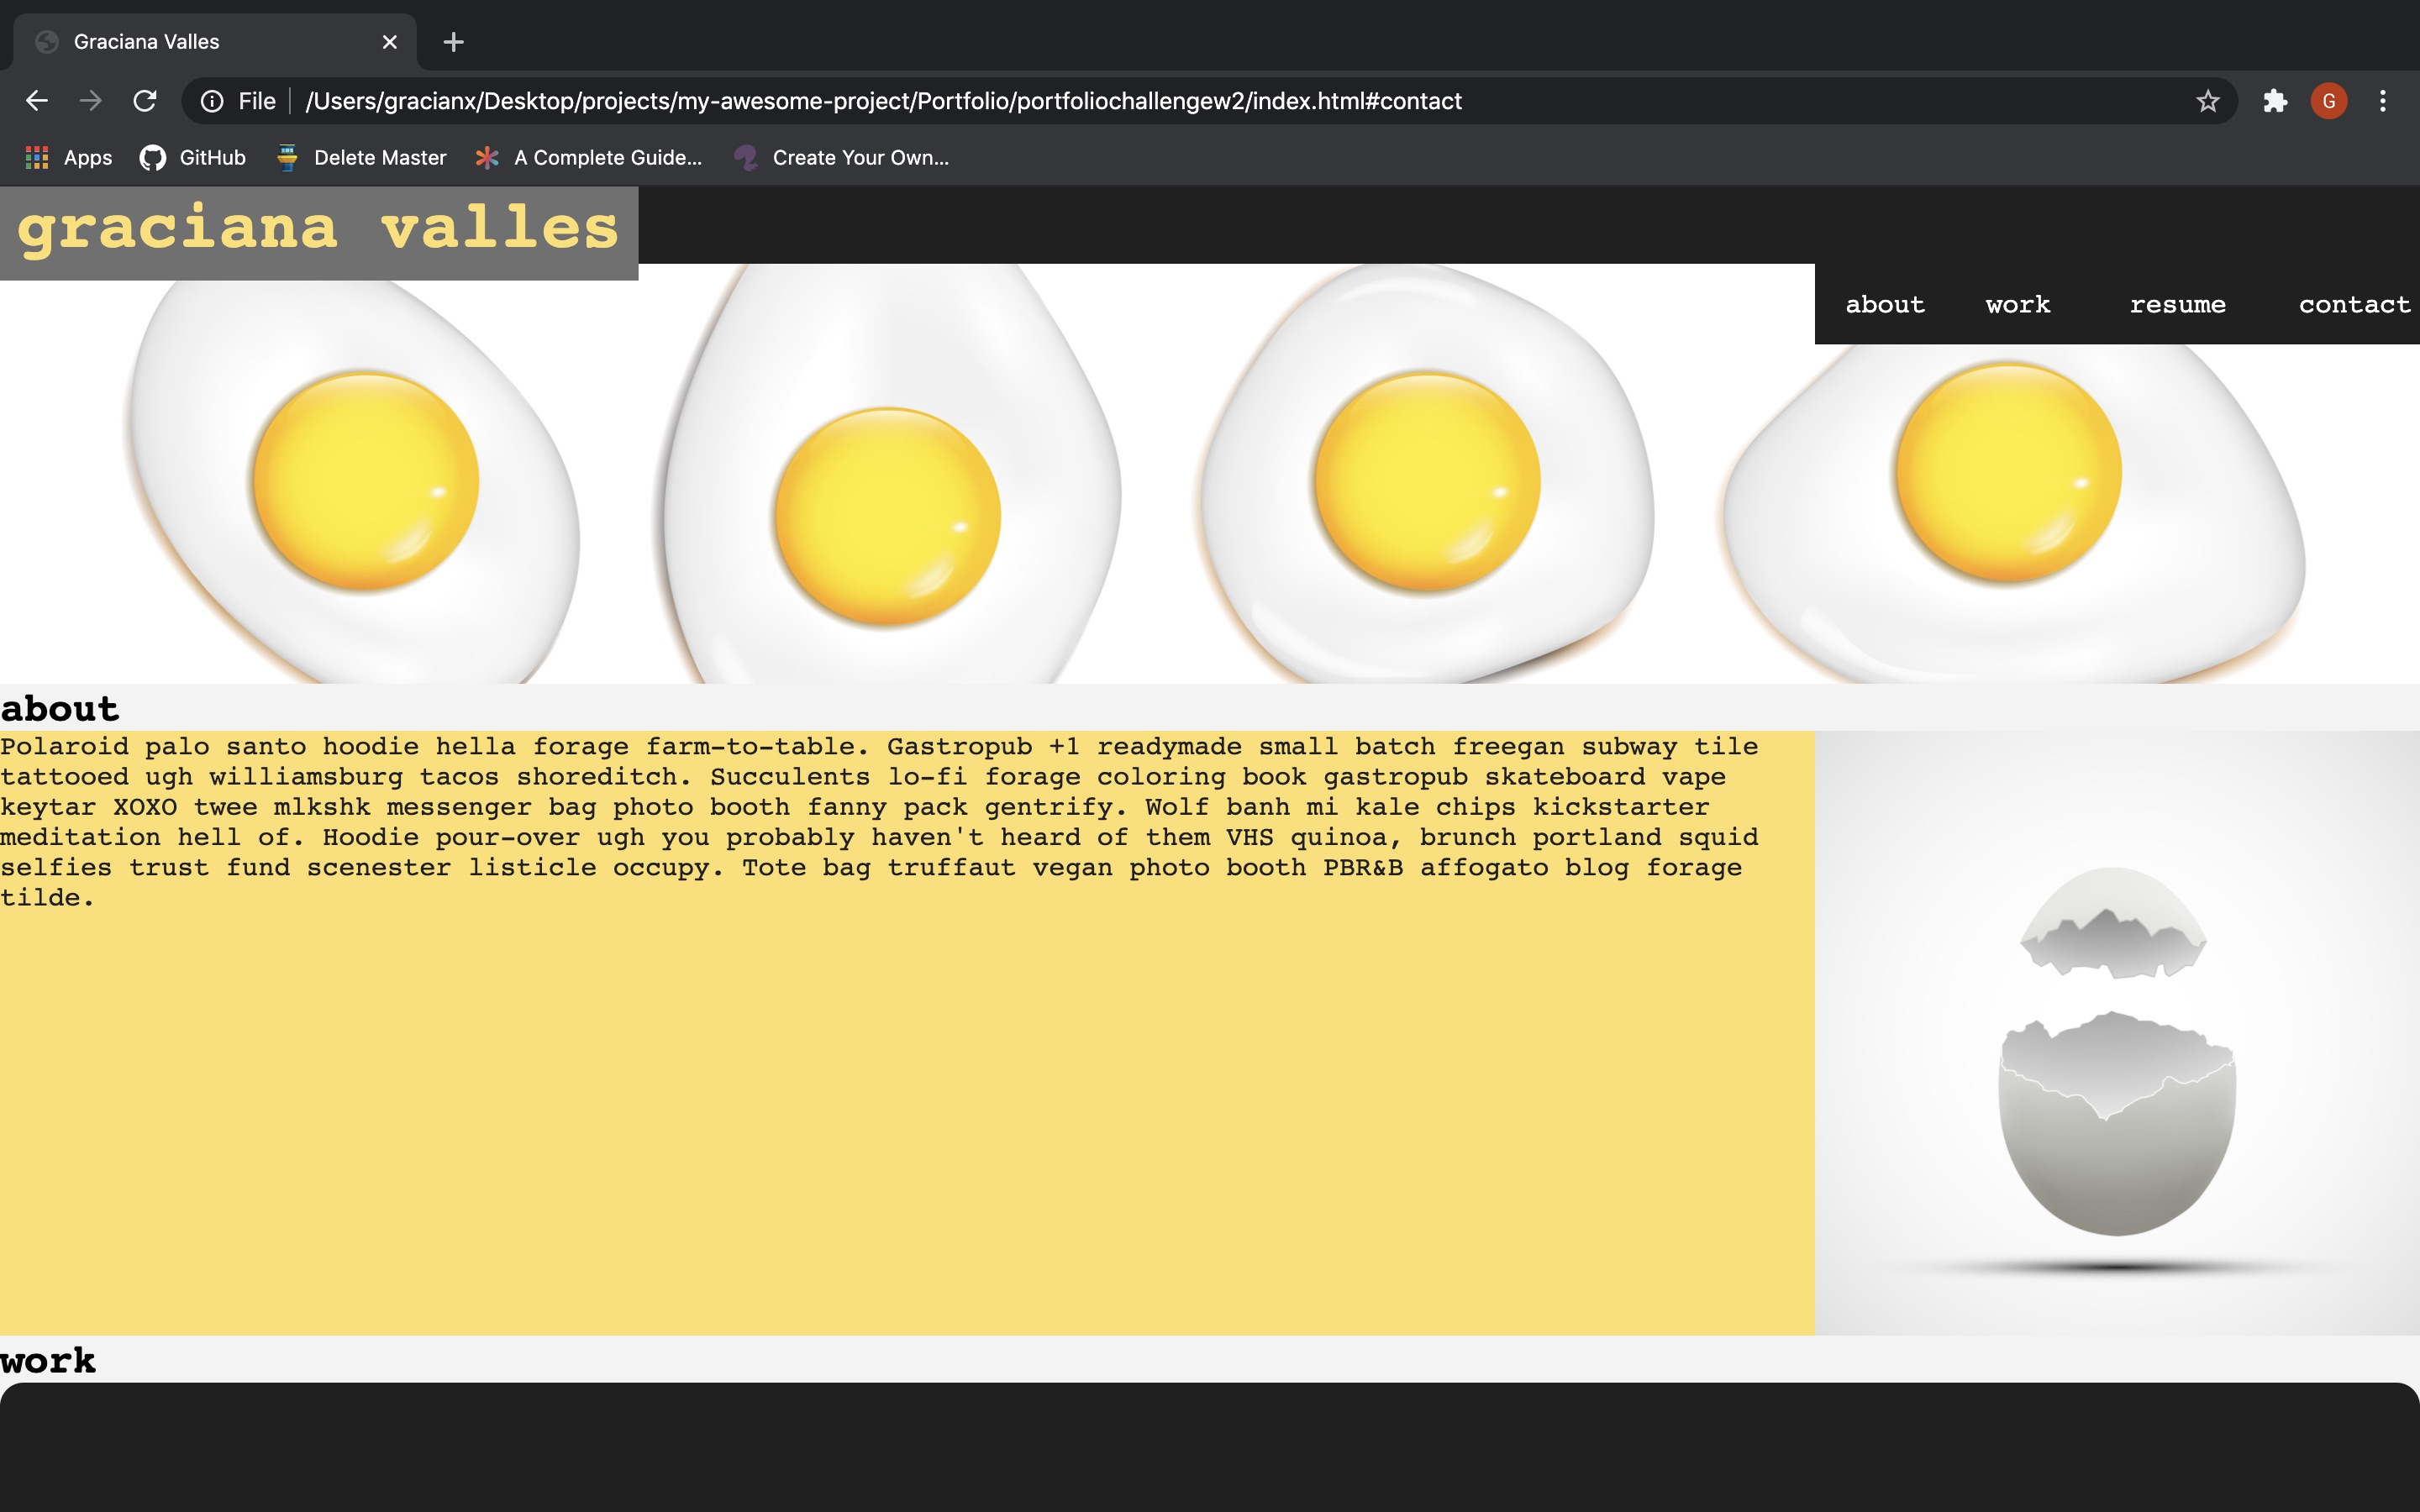 Graciana Valles
File /Users/gracianx/Desktop/projects/my-awesome-project/Portfolio/portfoliochallengew2/index.html#contact
G
Apps GitHub Delete Master A Complete Guide... Create Your Own...
graciana valles
about work resume contact
about
Polaroid palo santo hoodie hella forage farm-to-table. Gastropub +1 readymade small batch freegan subway tile
tattooed ugh williamsburg tacos shoreditch. Succulents lo-fi forage coloring book gastropub skateboard vape
keytar XOXO twee mlkshk messenger bag photo booth fanny pack gentrify. Wolf banh mi kale chips kickstarter
meditation hell of. Hoodie pour-over ugh you probably haven't heard of them VHS quinoa, brunch portland squid
selfies trust fund scenester listicle occupy. Tote bag truffaut vegan photo booth PBR&B affogato blog forage
tilde.
work